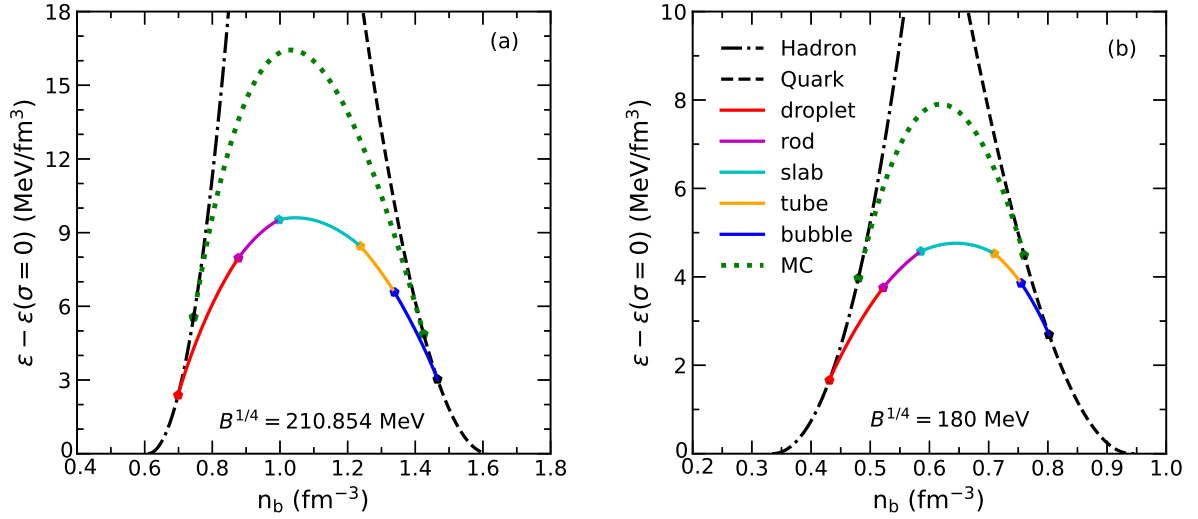 18
15
12
9
6
3
0
0.4
0.6
0.8
1.0
1.2
1.4
1.6
1.8
ε − ε(σ = 0) (MeV/fm³)
n_b (fm⁻³)
(a)
B^{1/4} = 210.854 MeV
10
8
6
4
2
0
0.2
0.3
0.4
0.5
0.6
0.7
0.8
0.9
1.0
ε − ε(σ = 0) (MeV/fm³)
n_b (fm⁻³)
(b)
Hadron
Quark
droplet
rod
slab
tube
bubble
MC
B^{1/4} = 180 MeV